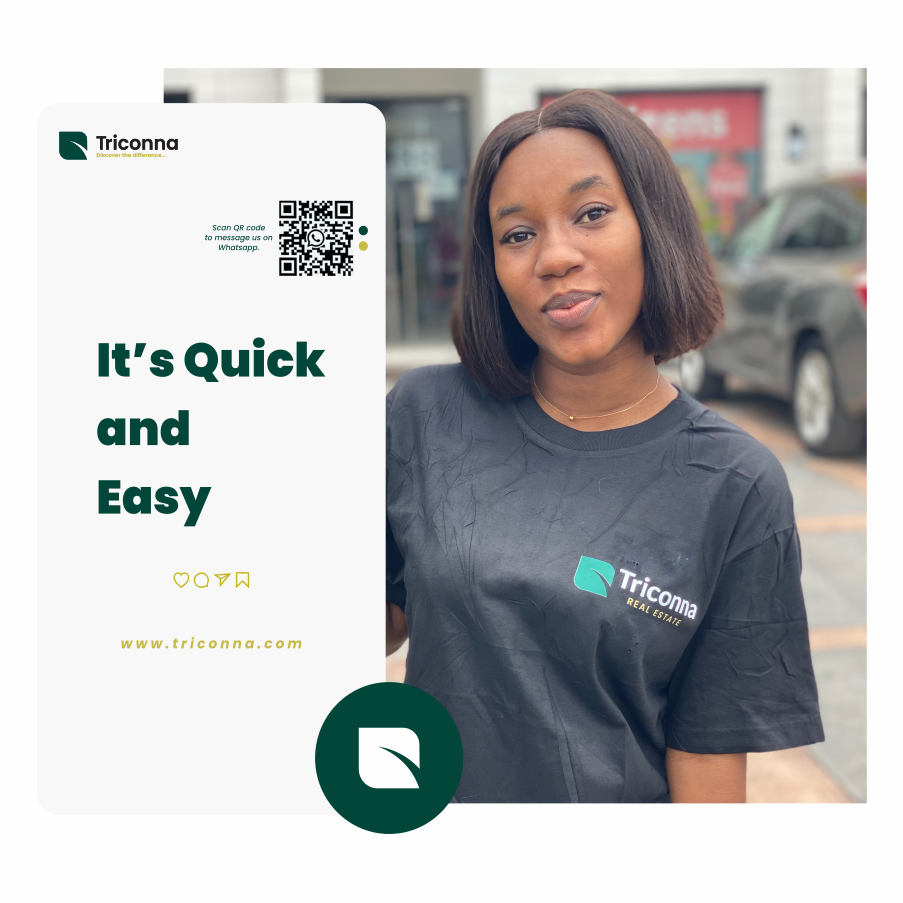 Triconna
Discover the difference...
Scan QR code
to message us on
Whatsapp.
It’s Quick
and
Easy
www.triconna.com
Triconna
REAL ESTATE